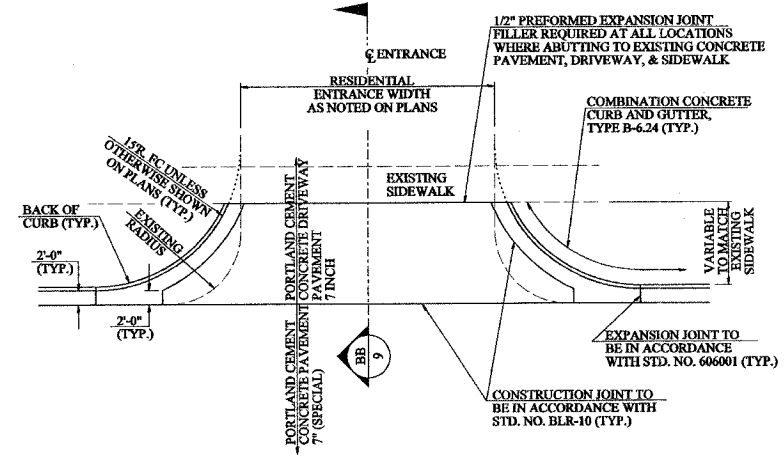 1/2" PREFORMED EXPANSION JOINT
FILLER REQUIRED AT ALL LOCATIONS
WHERE ABUTTING TO EXISTING CONCRETE
PAVEMENT, DRIVEWAY, & SIDEWALK
℄ ENTRANCE
RESIDENTIAL
ENTRANCE WIDTH
AS NOTED ON PLANS
COMBINATION CONCRETE
CURB AND GUTTER,
TYPE B-6.24 (TYP.)
15'R, FC UNLESS
OTHERWISE SHOWN
ON PLANS (TYP.)
EXISTING
SIDEWALK
BACK OF
CURB (TYP.)
EXISTING
RADIUS
PORTLAND CEMENT
CONCRETE DRIVEWAY
PAVEMENT
7 INCH
VARIABLE
TO MATCH
EXISTING
SIDEWALK
2'-0"
(TYP.)
2'-0"
(TYP.)
PORTLAND CEMENT
CONCRETE PAVEMENT
7" (SPECIAL)
BB
9
EXPANSION JOINT TO
BE IN ACCORDANCE
WITH STD. NO. 606001 (TYP.)
CONSTRUCTION JOINT TO
BE IN ACCORDANCE WITH
STD. NO. BLR-10 (TYP.)